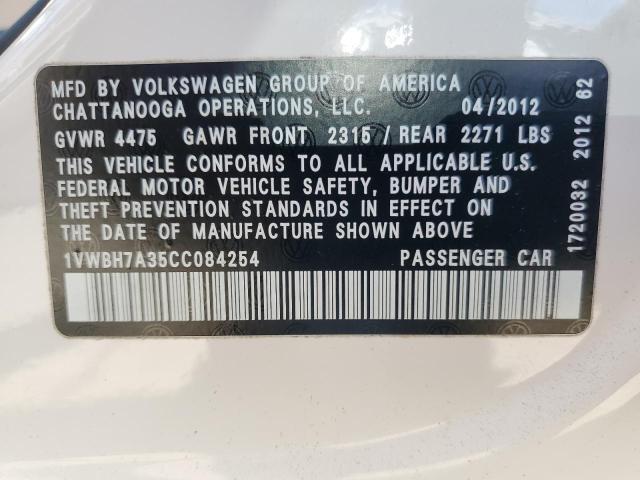 MFD BY VOLKSWAGEN GROUP OF AMERICA
CHATTANOOGA OPERATIONS, LLC. 04/2012
GVWR 4475 GAWR FRONT 2315/REAR 2271 LBS
THIS VEHICLE CONFORMS TO ALL APPLICABLE U.S.
FEDERAL MOTOR VEHICLE SAFETY, BUMPER AND
THEFT PREVENTION STANDARDS IN EFFECT ON
THE DATE OF MANUFACTURE SHOWN ABOVE
1VWBH7A35CC084254 PASSENGER CAR
1720032 2012 62